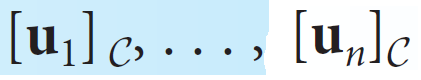 [𝐮₁]_𝒞, . . . , [𝐮ₙ]_𝒞